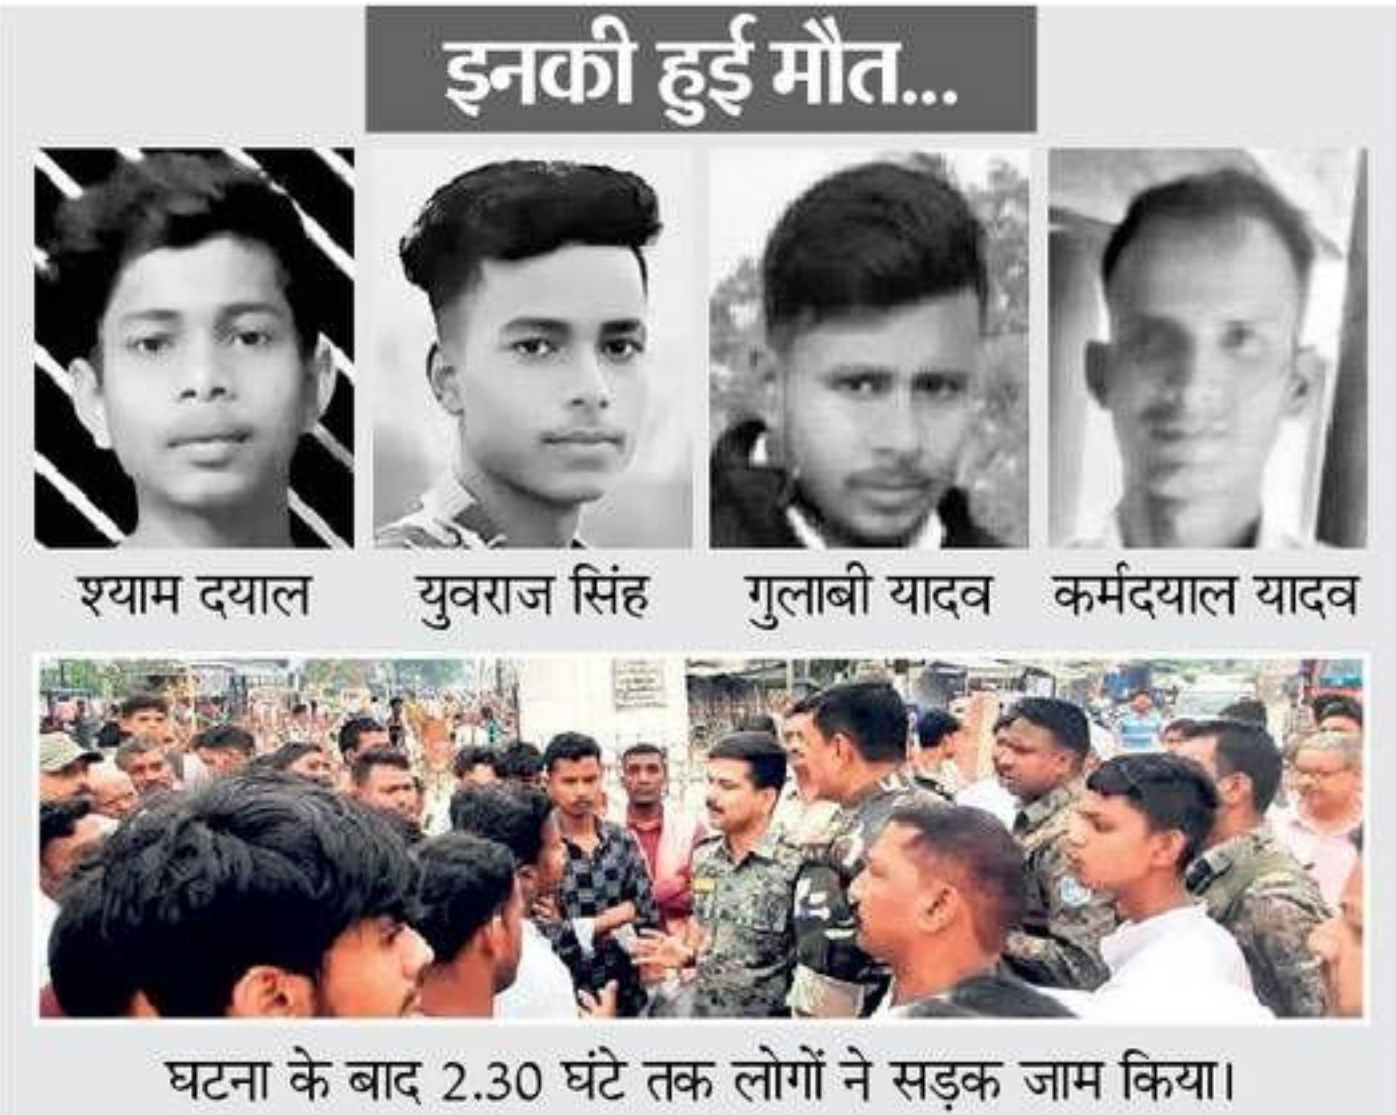 इनकी हुई मौत...
श्याम दयाल
युवराज सिंह
गुलाबी यादव
कर्मदयाल यादव
घटना के बाद 2.30 घंटे तक लोगों ने सड़क जाम किया।